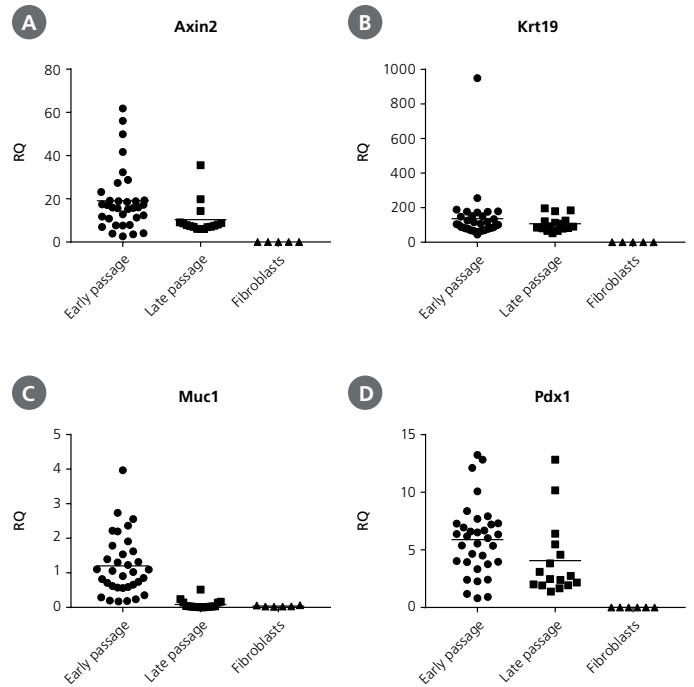 A
Axin2
RQ
80
60
40
20
0
Early passage
Late passage
Fibroblasts
B
Krt19
RQ
1000
800
600
400
200
0
Early passage
Late passage
Fibroblasts
C
Muc1
RQ
5
4
3
2
1
0
Early passage
Late passage
Fibroblasts
D
Pdx1
RQ
15
10
5
0
Early passage
Late passage
Fibroblasts